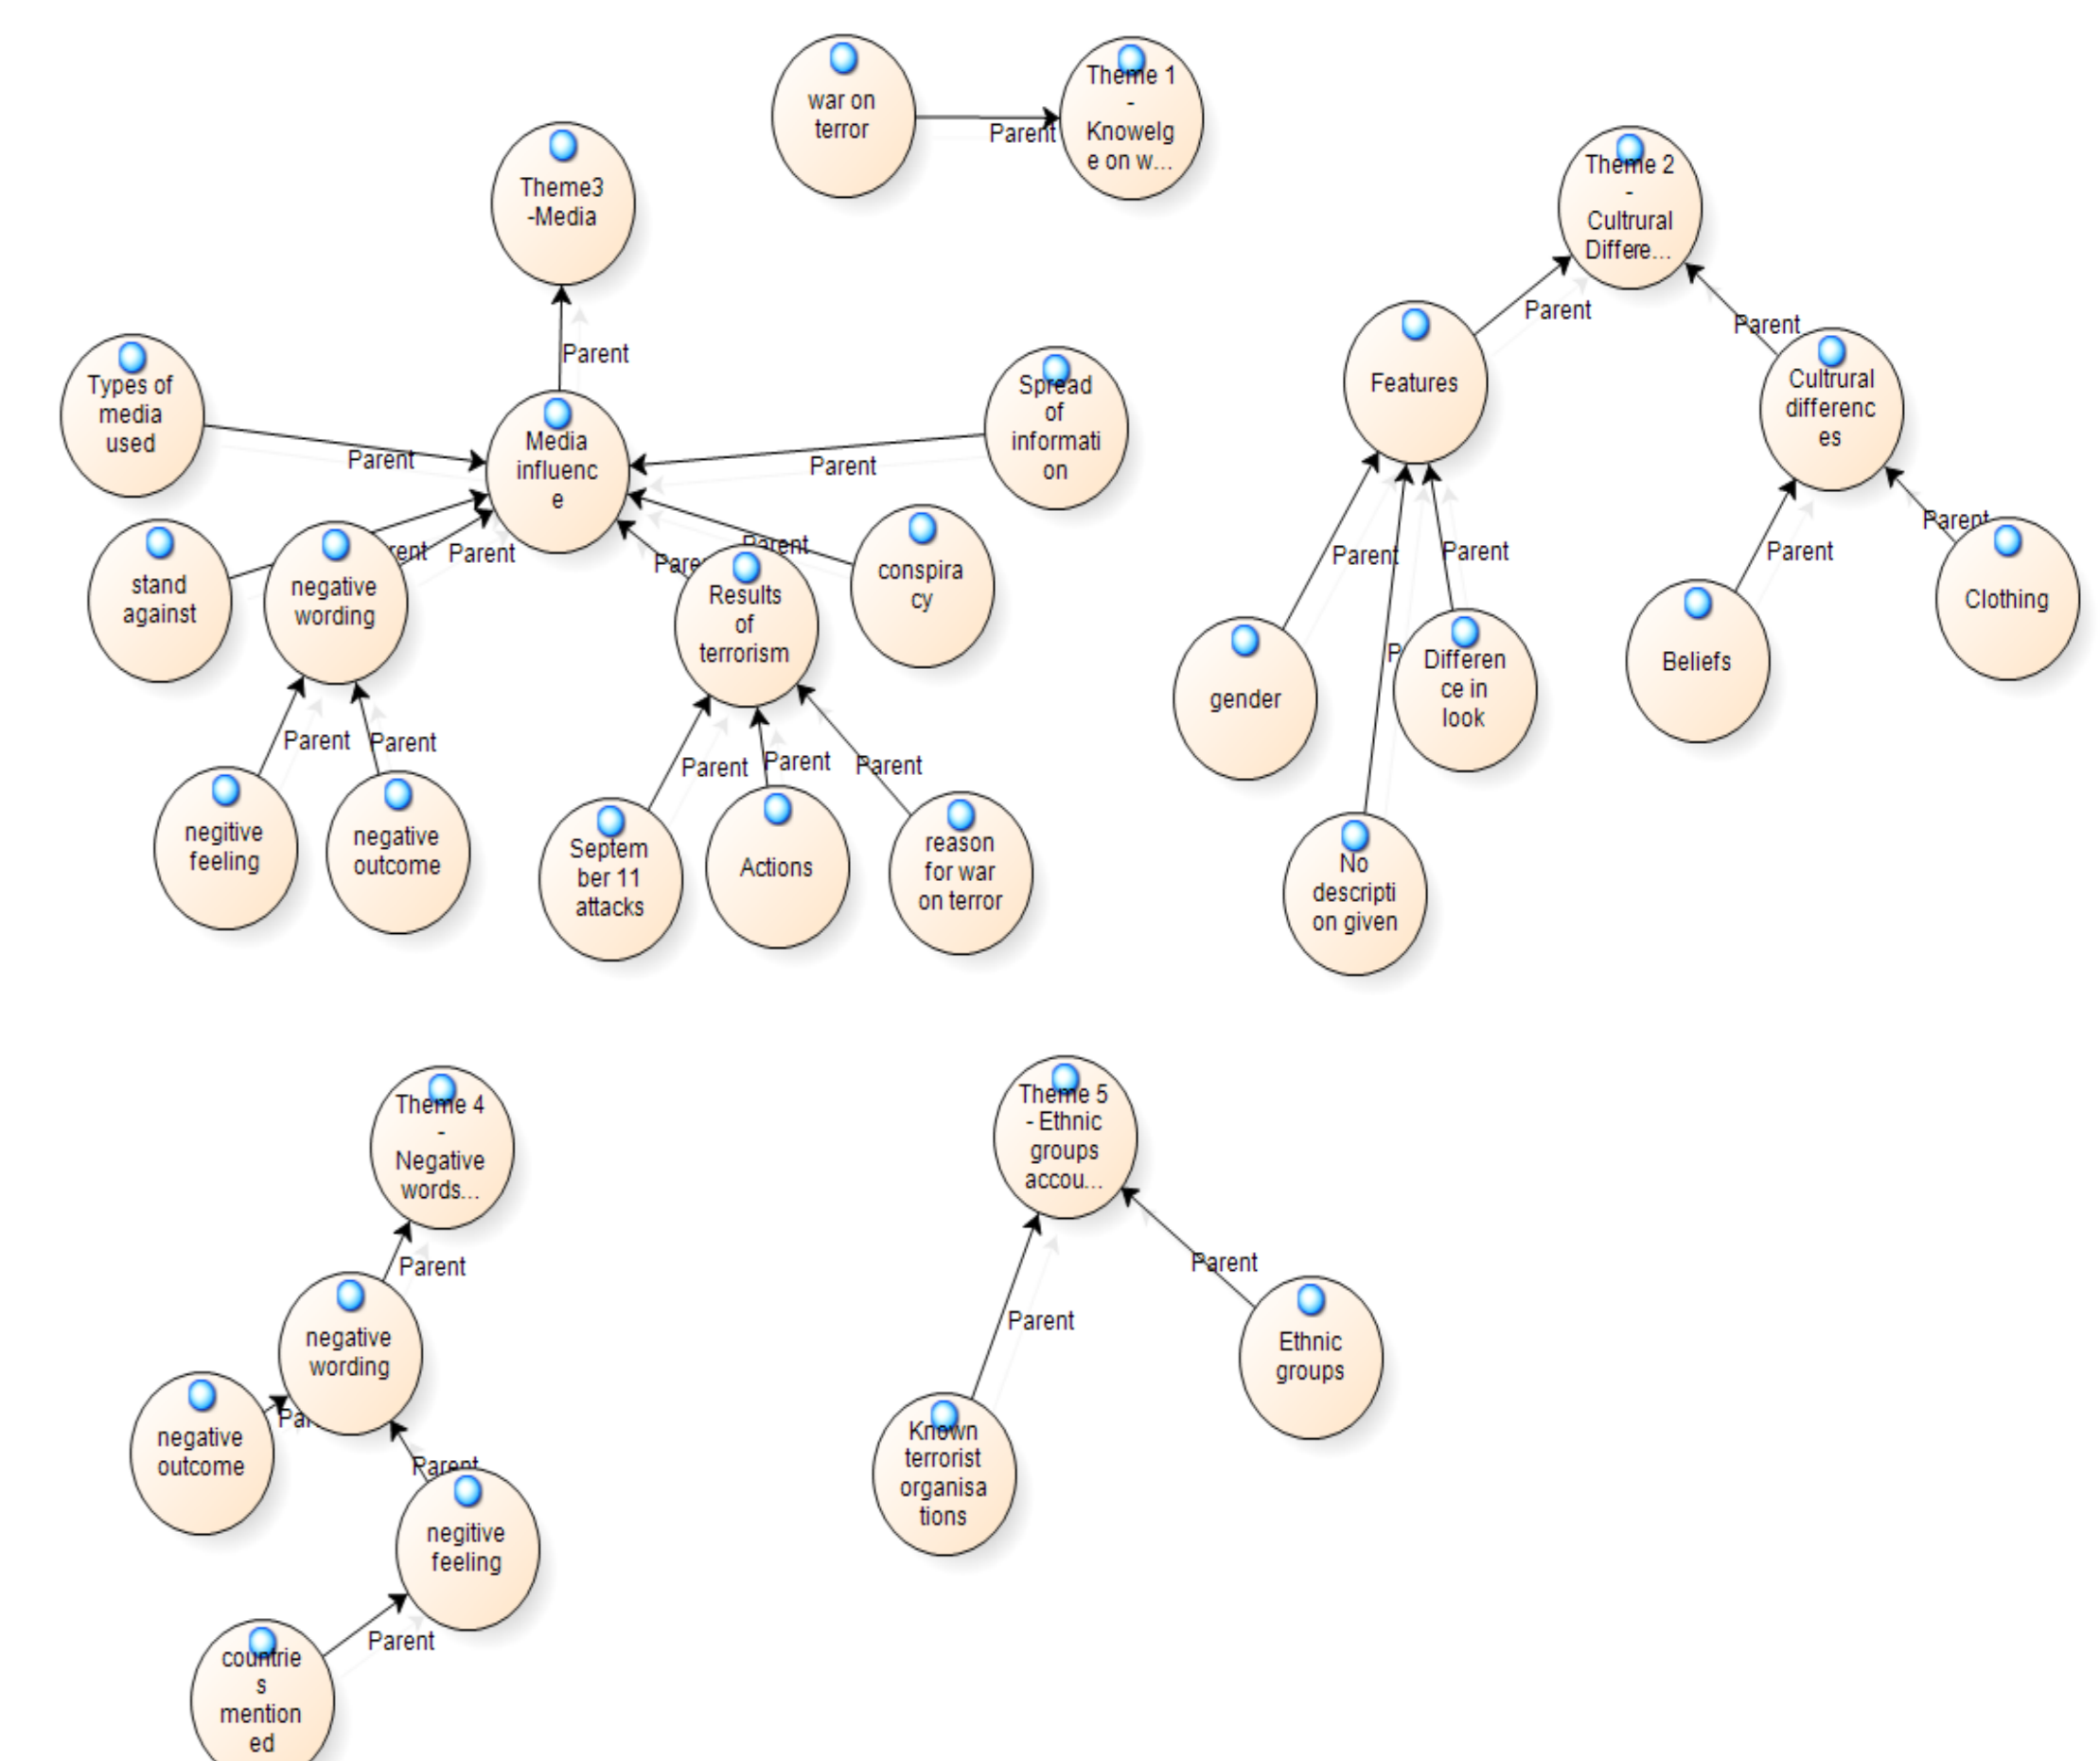 war on
terror
Parent
Theme 1
-
Knowelg
e on w...
Theme3
-Media
Parent
Types of
media
used
Parent
Media
influenc
e
Spread
of
informati
on
Parent
stand
against
rent
negative
wording
Parent
Parent
Pare
Results
of
terrorism
conspira
cy
Parent
Parent
negitive
feeling
negative
outcome
Parent
Parent
Parent
Septem
ber 11
attacks
Actions
reason
for war
on terror
Theme 2
-
Cultrural
Differe...
Parent
Parent
Features
Cultrural
differenc
es
Parent
Parent
P
Parent
Parent
gender
Differen
ce in
look
No
descripti
on given
Beliefs
Clothing
Theme 4
-
Negative
words...
Parent
negative
wording
Par
negative
outcome
Parent
negitive
feeling
Parent
countrie
s
mention
ed
Theme 5
- Ethnic
groups
accou...
Parent
Parent
Ethnic
groups
Known
terrorist
organisa
tions